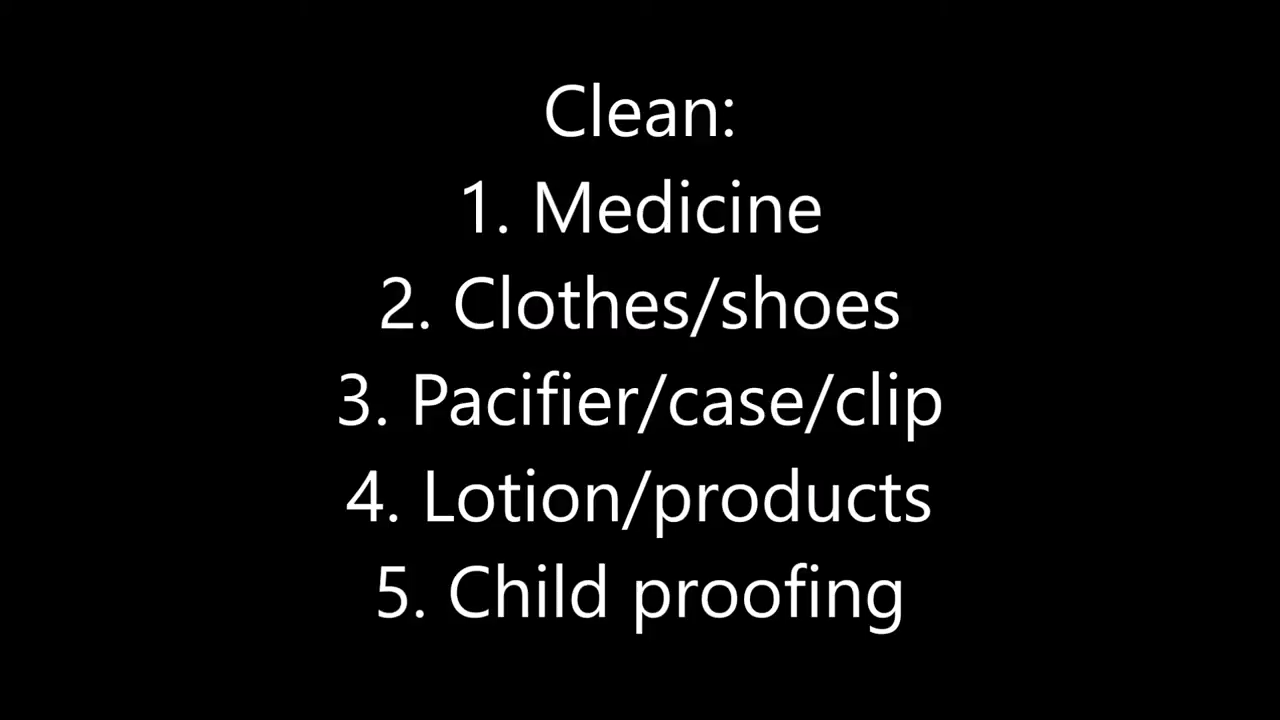 Clean:
1. Medicine
2. Clothes/shoes
3. Pacifier/case/clip
4. Lotion/products
5. Child proofing